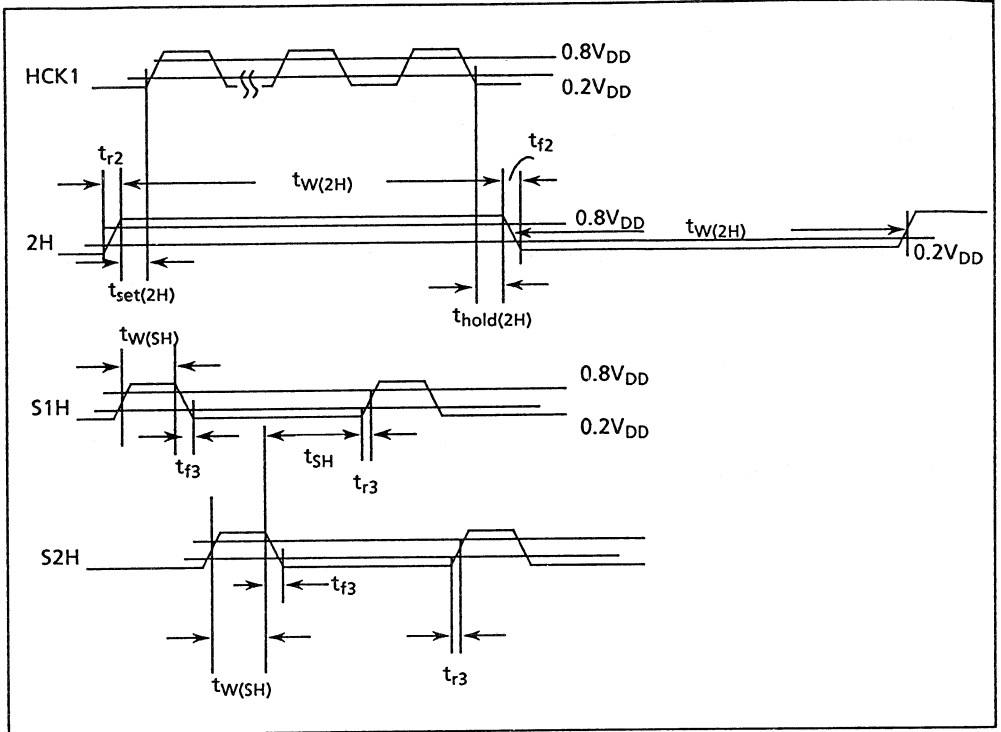 HCK1
0.8VDD
0.2VDD
tr2
tW(2H)
tf2
2H
0.8VDD
tW(2H)
0.2VDD
tset(2H)
thold(2H)
tW(SH)
S1H
0.8VDD
0.2VDD
tf3
tSH
tr3
S2H
tf3
tW(SH)
tr3